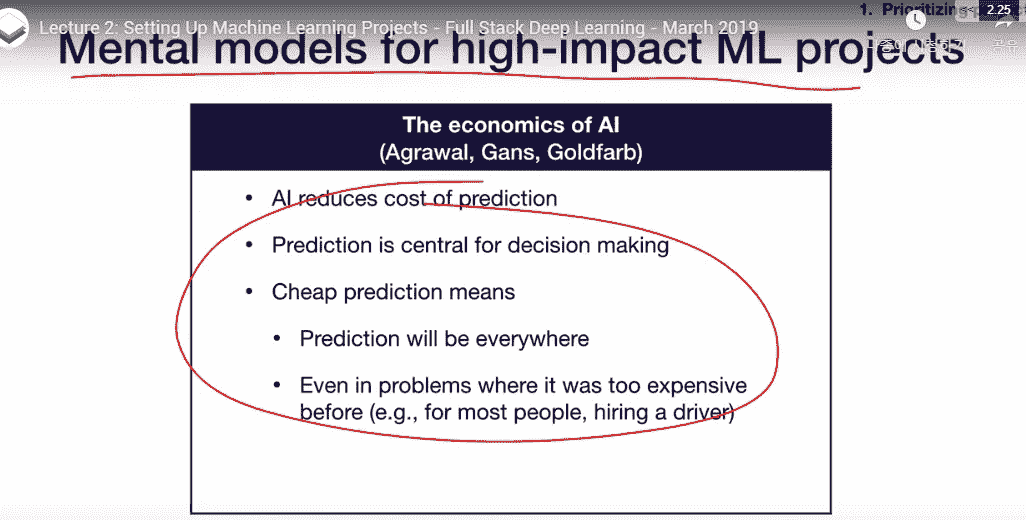 1. Prioritizing
2:25
Lecture 2: Setting Up Machine Learning Projects - Full Stack Deep Learning - March 2019
Mental models for high-impact ML projects
공유
The economics of AI
(Agrawal, Gans, Goldfarb)
• AI reduces cost of prediction
• Prediction is central for decision making
• Cheap prediction means
• Prediction will be everywhere
• Even in problems where it was too expensive
before (e.g., for most people, hiring a driver)